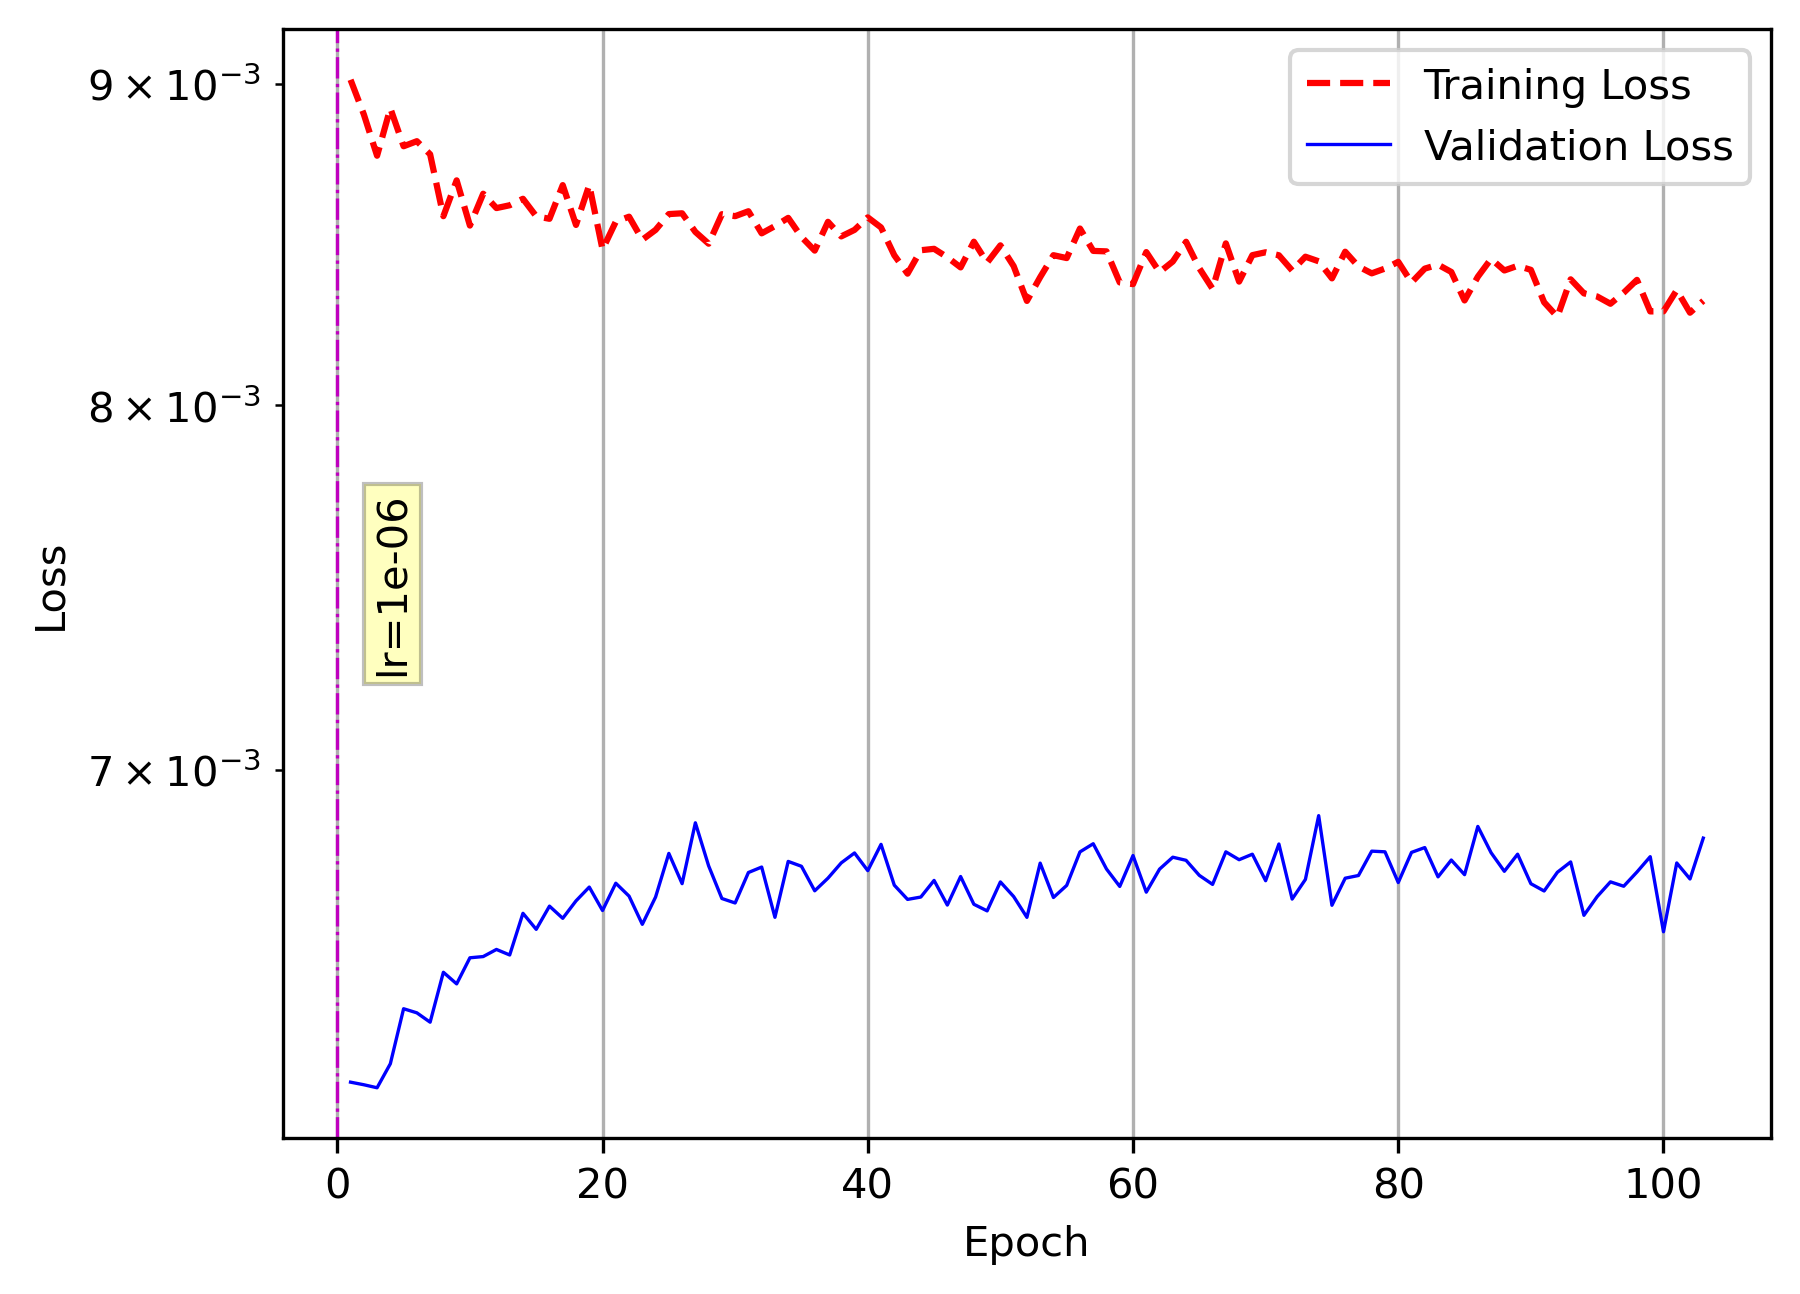 Training Loss
Validation Loss
9 × 10⁻³
8 × 10⁻³
7 × 10⁻³
Loss
lr=1e-06
0 20 40 60 80 100
Epoch